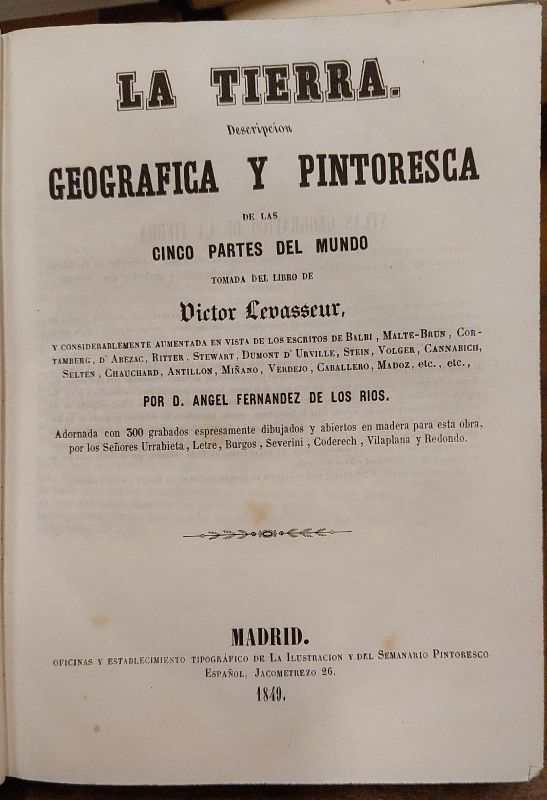 LA TIERRA.
Descripcion
GEOGRAFICA Y PINTORESCA
DE LAS
CINCO PARTES DEL MUNDO
TOMADA DEL LIBRO DE
Victor Levasseur,
Y CONSIDERABLEMENTE AUMENTADA EN VISTA DE LOS ESCRITOS DE BALBI, MALTE-BRUN, COR-
TAMBERG, D' ABEZAC, RITTER, STEWART, DUMONT D' URVILLE, STEIN, VOLGER, CANNABICH,
SELTEN, CHAUCHARD, ANTILLON, MIÑANO, VERDEJO, CABALLERO, MADOZ, etc., etc.,
POR D. ANGEL FERNANDEZ DE LOS RIOS.
Adornada con 300 grabados espresamente dibujados y abiertos en madera para esta obra,
por los Señores Urrabieta, Letre, Burgos, Severini, Coderech, Vilaplana y Redondo.
MADRID.
OFICINAS Y ESTABLECIMIENTO TIPOGRÁFICO DE LA ILUSTRACION Y DEL SEMANARIO PINTORESCO
ESPAÑOL, JACOMETREZO 26.
1849.